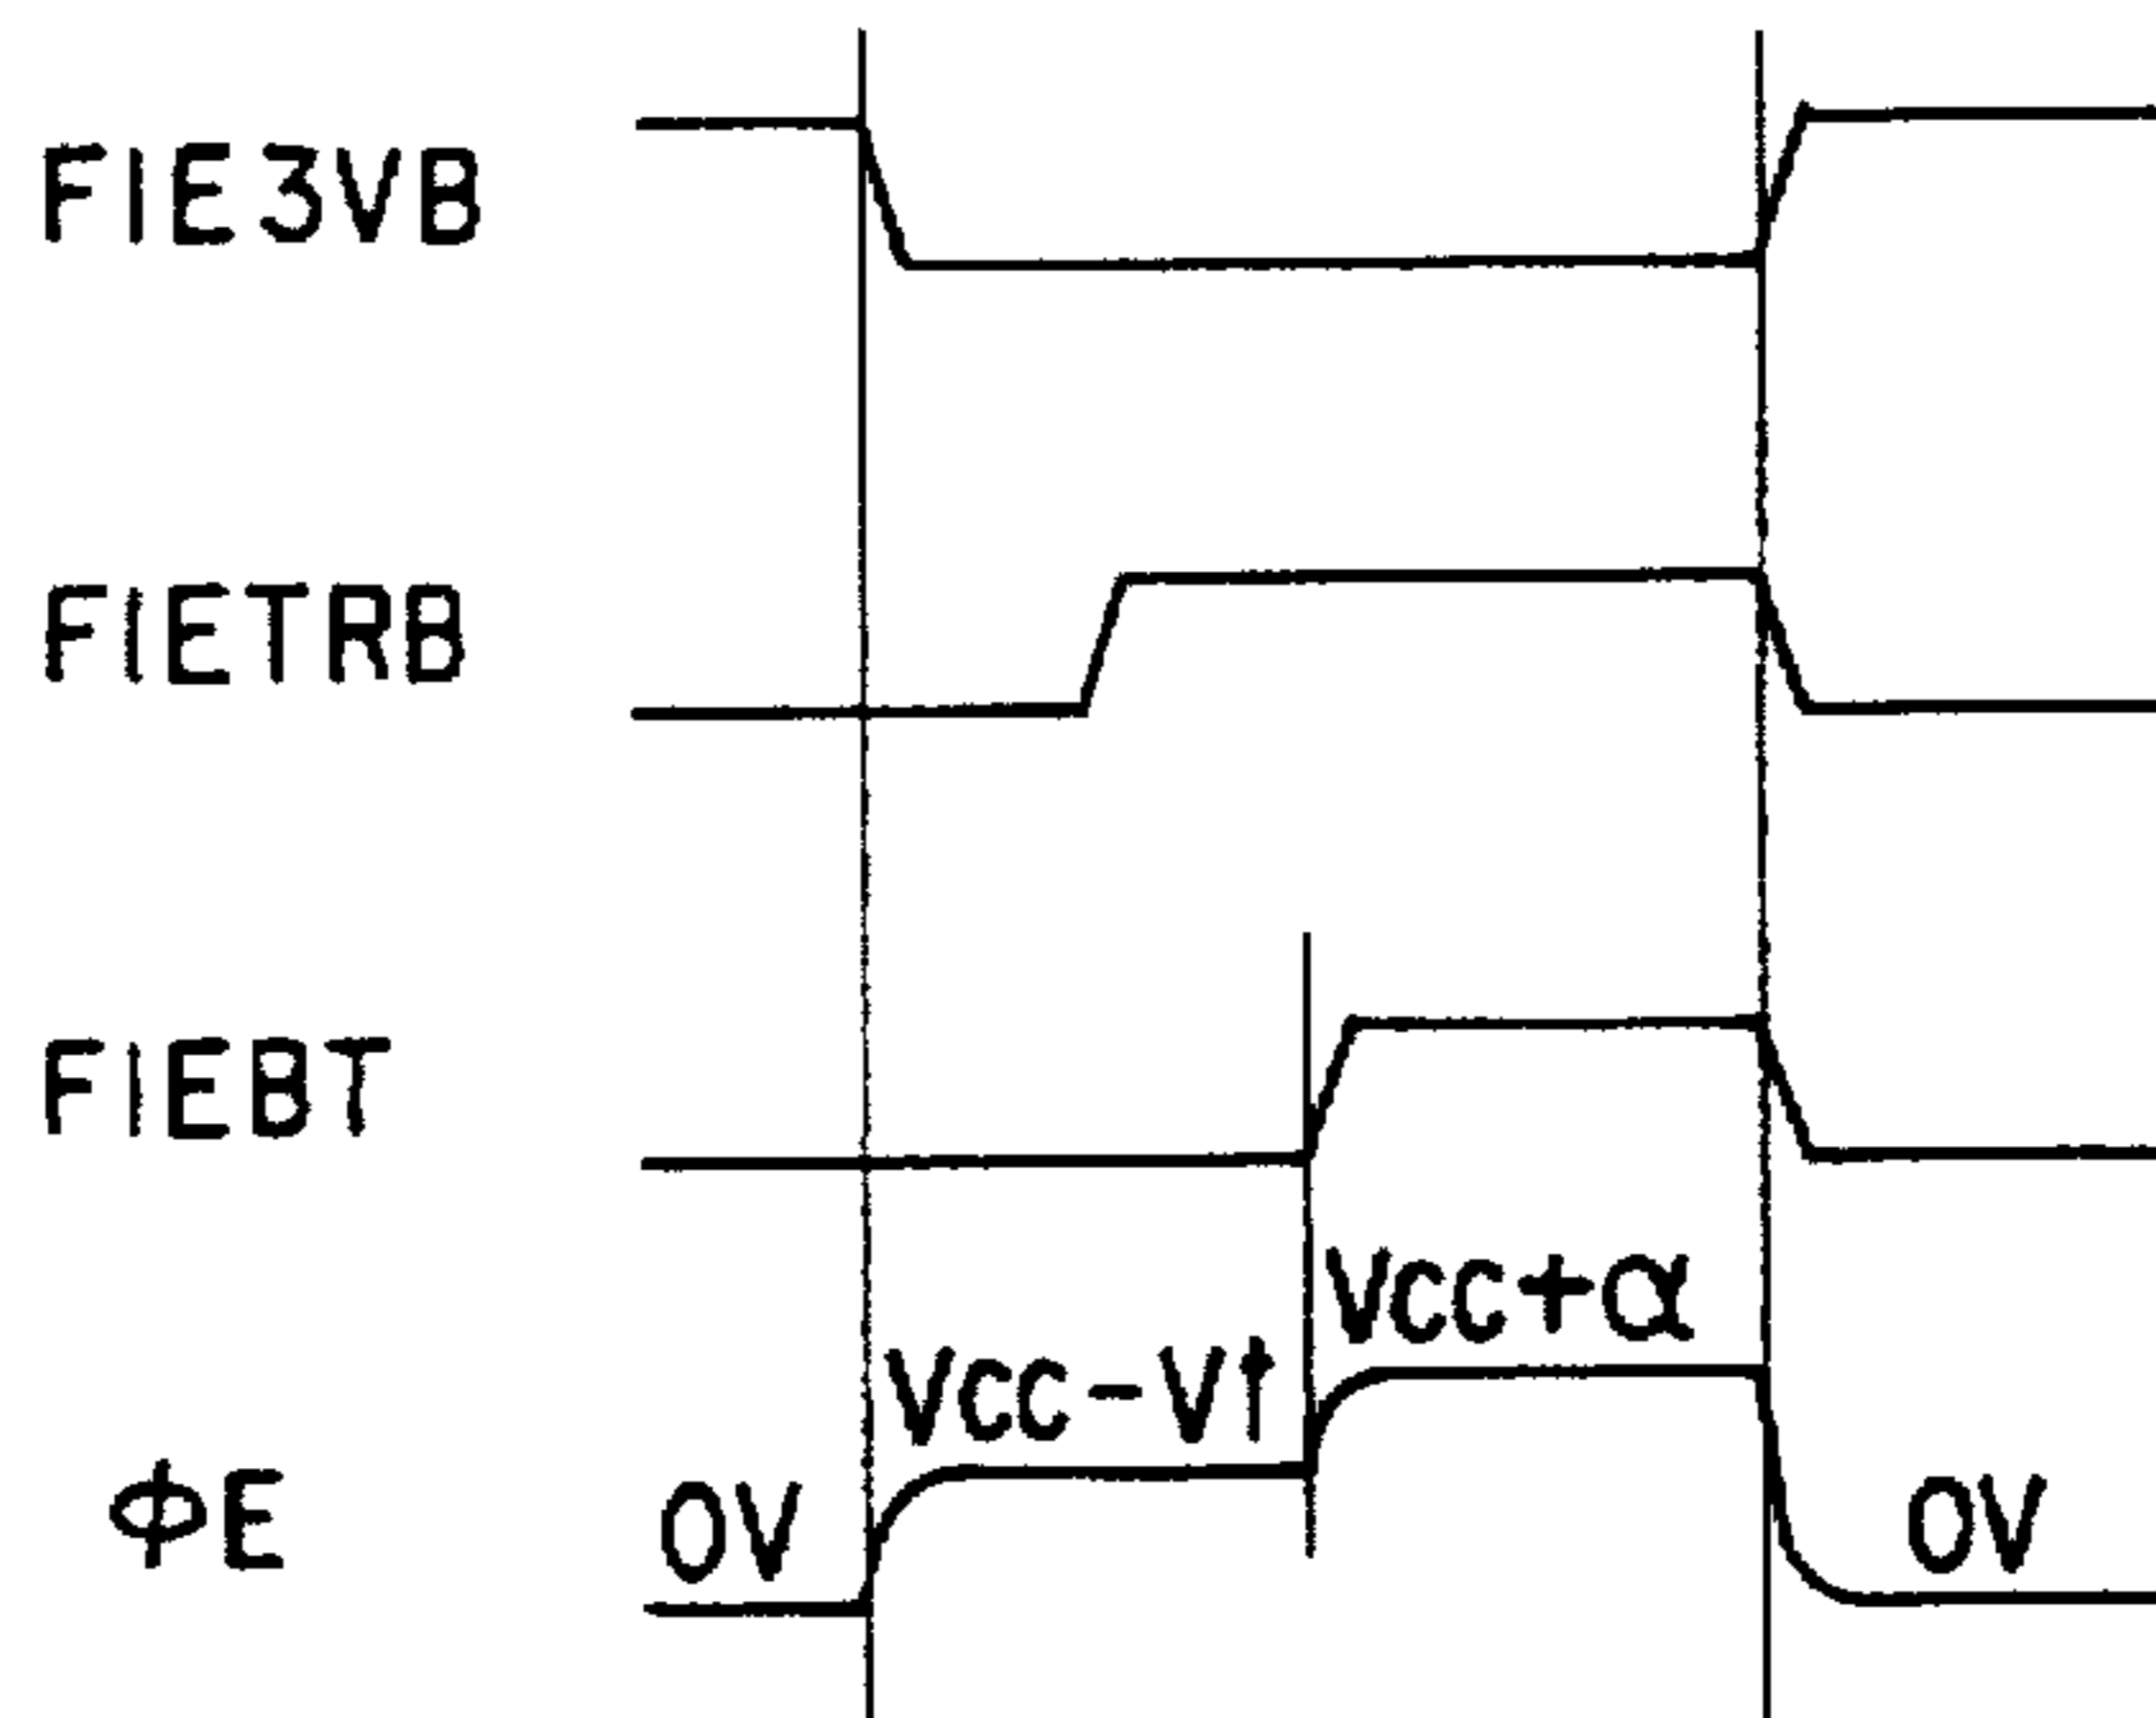 FIE3VB
FIETRB
FIEBT
Vcc+α
Vcc-Vt
ϕE
0V
0V